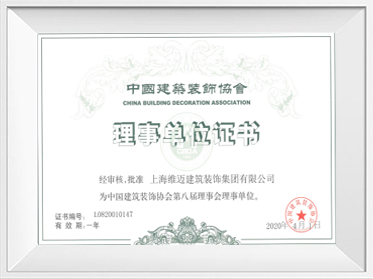 中國建築装飾協會
CHINA BUILDING DECORATION ASSOCIATION
理事单位证书
经审核,批准 上海维迈建筑装饰集团有限公司
为中国建筑装饰协会第八届理事会理事单位。
证书编号: L0820010147
有 效 期:一年
2020年 4月 1日